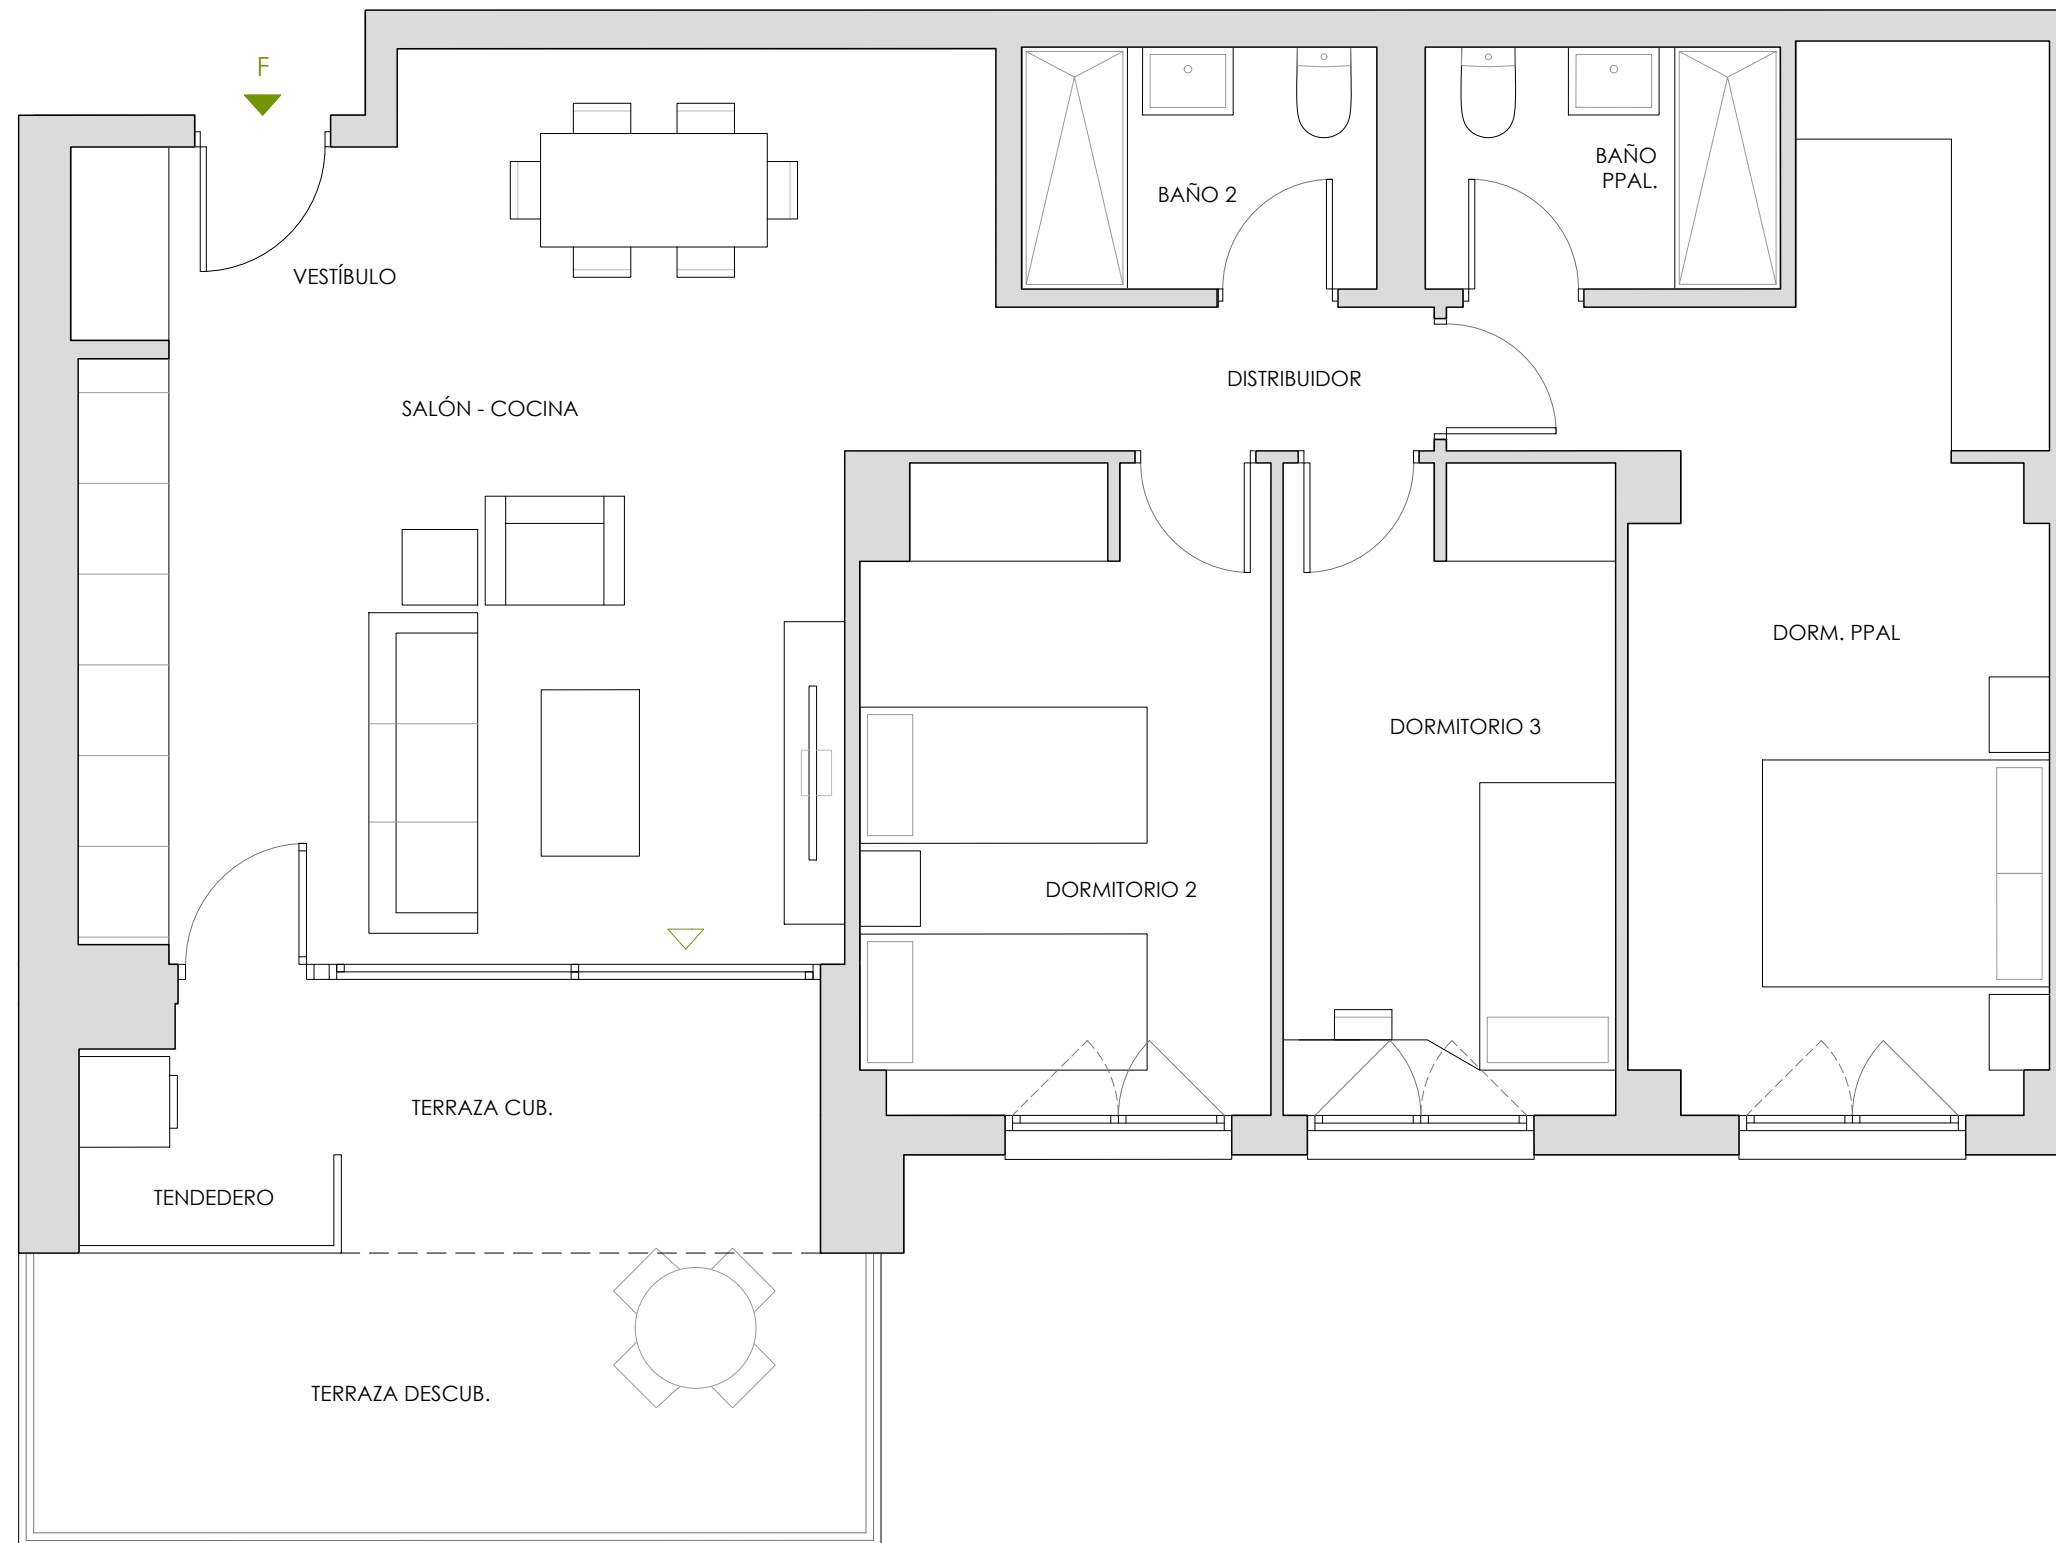 F
BAÑO
PPAL.
BAÑO 2
VESTÍBULO
DISTRIBUIDOR
SALÓN - COCINA
DORM. PPAL
DORMITORIO 3
DORMITORIO 2
TERRAZA CUB.
TENDEDERO
TERRAZA DESCUB.